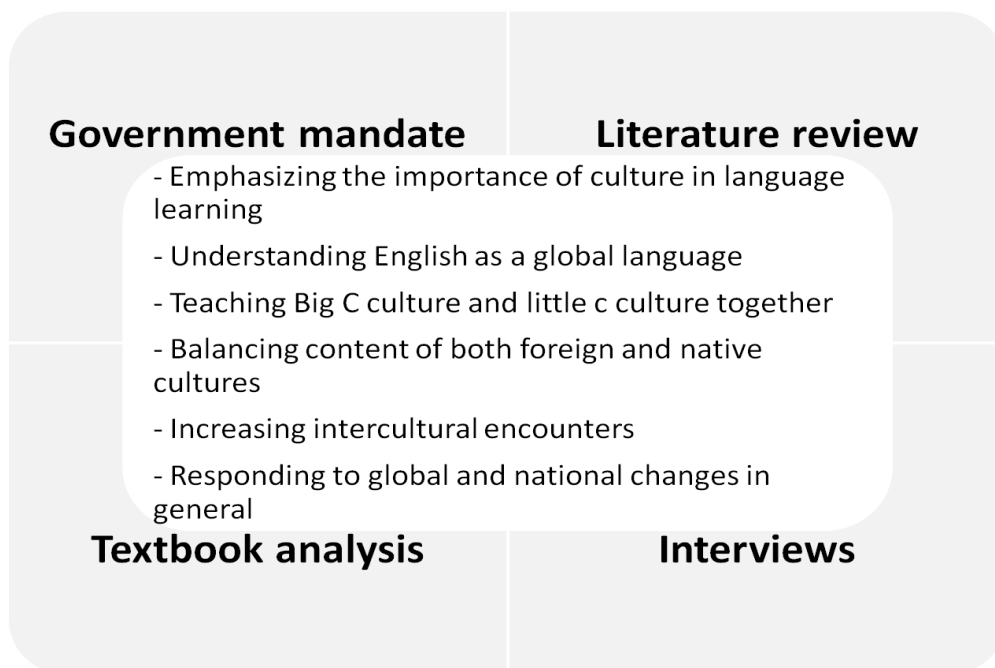 Government mandate
Literature review
- Emphasizing the importance of culture in language
learning
- Understanding English as a global language
- Teaching Big C culture and little c culture together
- Balancing content of both foreign and native
cultures
- Increasing intercultural encounters
- Responding to global and national changes in
general
Textbook analysis
Interviews